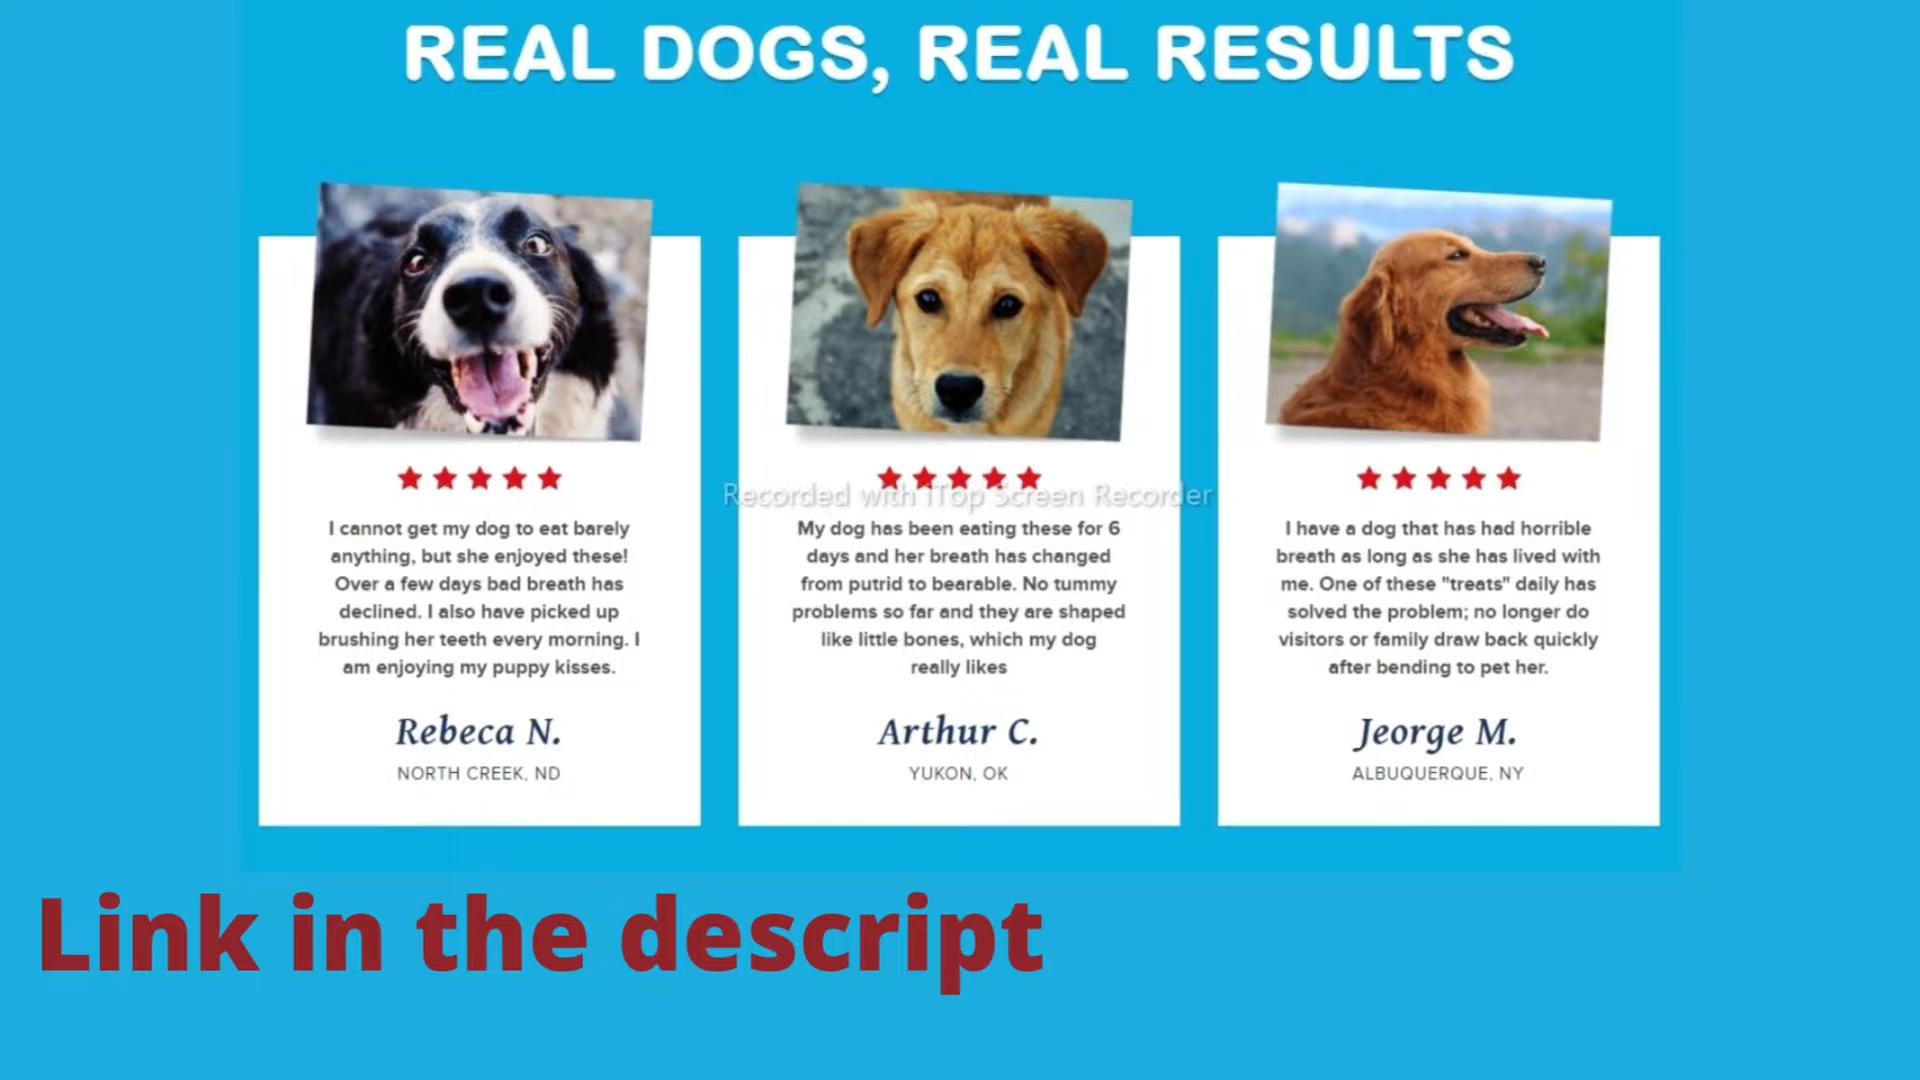 REAL DOGS, REAL RESULTS
I cannot get my dog to eat barely
anything, but she enjoyed these!
Over a few days bad breath has
declined. I also have picked up
brushing her teeth every morning. I
am enjoying my puppy kisses.
Rebeca N.
NORTH CREEK, ND
Recorded with iTop Screen Recorder
My dog has been eating these for 6
days and her breath has changed
from putrid to bearable. No tummy
problems so far and they are shaped
like little bones, which my dog
really likes
Arthur C.
YUKON, OK
I have a dog that has had horrible
breath as long as she has lived with
me. One of these "treats" daily has
solved the problem; no longer do
visitors or family draw back quickly
after bending to pet her.
Jeorge M.
ALBUQUERQUE, NY
Link in the descript